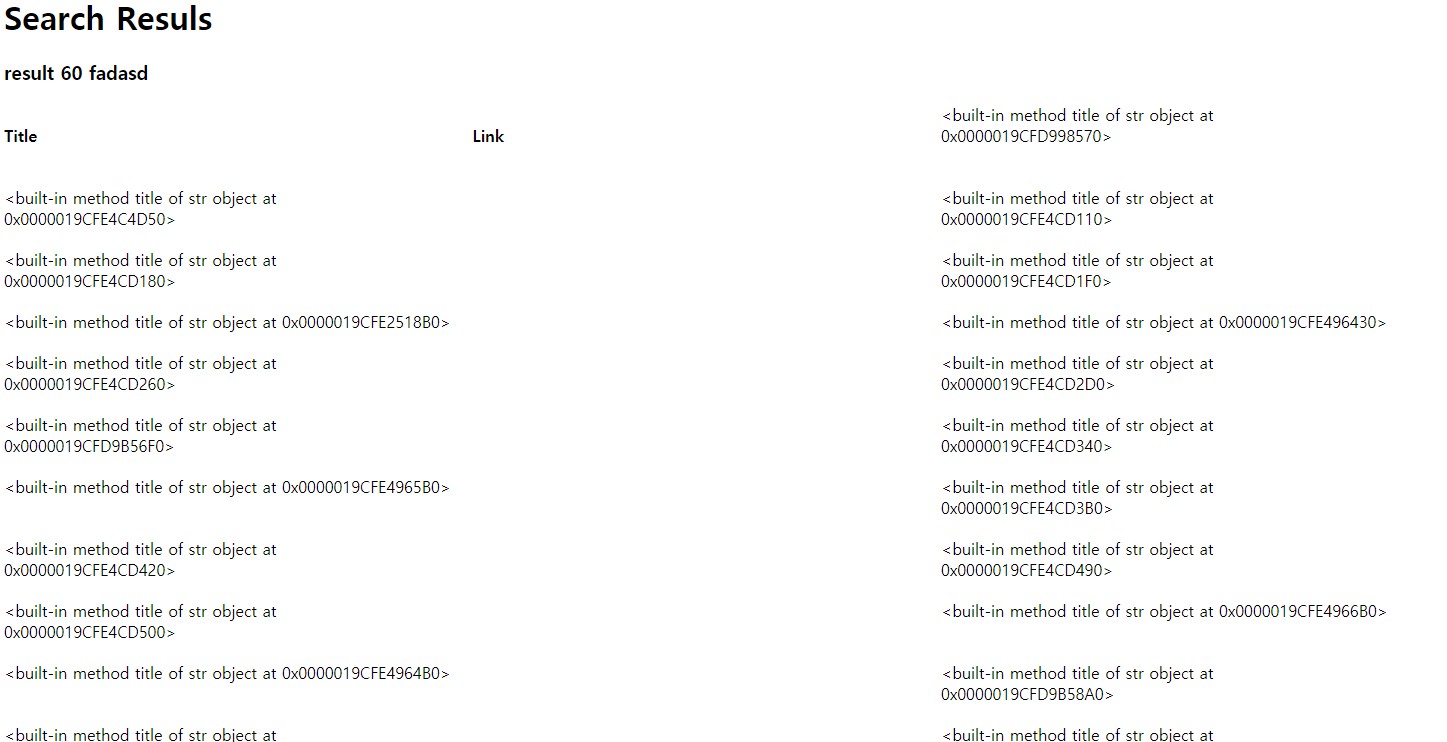 Search Resuls
result 60 fadasd
Title
Link
<built-in method title of str object at
0x0000019CFD998570>
<built-in method title of str object at
0x0000019CFE4C4D50>
<built-in method title of str object at
0x0000019CFE4CD110>
<built-in method title of str object at
0x0000019CFE4CD180>
<built-in method title of str object at
0x0000019CFE4CD1F0>
<built-in method title of str object at 0x0000019CFE2518B0>
<built-in method title of str object at 0x0000019CFE496430>
<built-in method title of str object at
0x0000019CFE4CD260>
<built-in method title of str object at
0x0000019CFE4CD2D0>
<built-in method title of str object at
0x0000019CFD9B56F0>
<built-in method title of str object at
0x0000019CFE4CD340>
<built-in method title of str object at 0x0000019CFE4965B0>
<built-in method title of str object at
0x0000019CFE4CD3B0>
<built-in method title of str object at
0x0000019CFE4CD420>
<built-in method title of str object at
0x0000019CFE4CD490>
<built-in method title of str object at
0x0000019CFE4CD500>
<built-in method title of str object at 0x0000019CFE4966B0>
<built-in method title of str object at 0x0000019CFE4964B0>
<built-in method title of str object at
0x0000019CFD9B58A0>
<built-in method title of str object at
<built-in method title of str object at